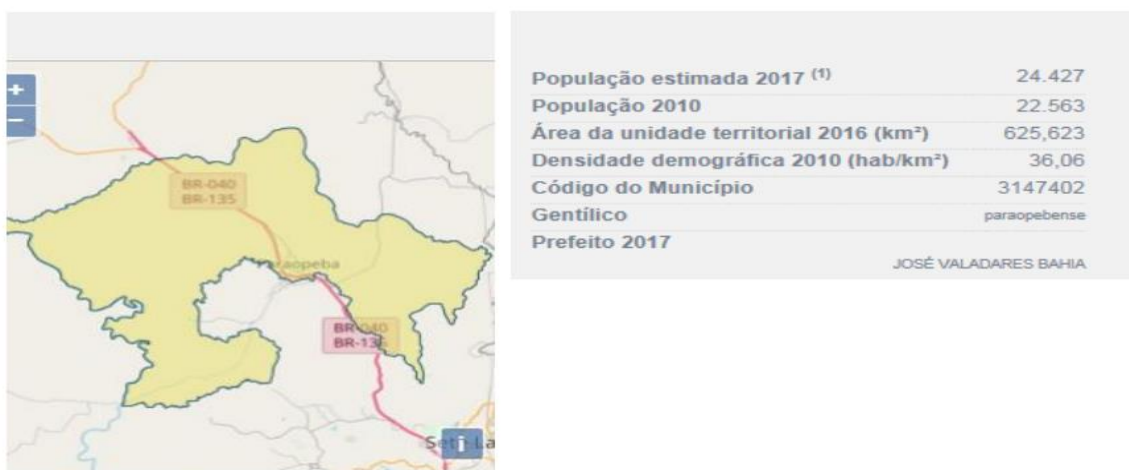 +
−
BR-040
BR-135
Paraopeba
BR-040
BR-135
i
População estimada 2017 (1) 24.427
População 2010 22.563
Área da unidade territorial 2016 (km²) 625,623
Densidade demográfica 2010 (hab/km²) 36,06
Código do Município 3147402
Gentílico paraopebense
Prefeito 2017
JOSÉ VALADARES BAHIA